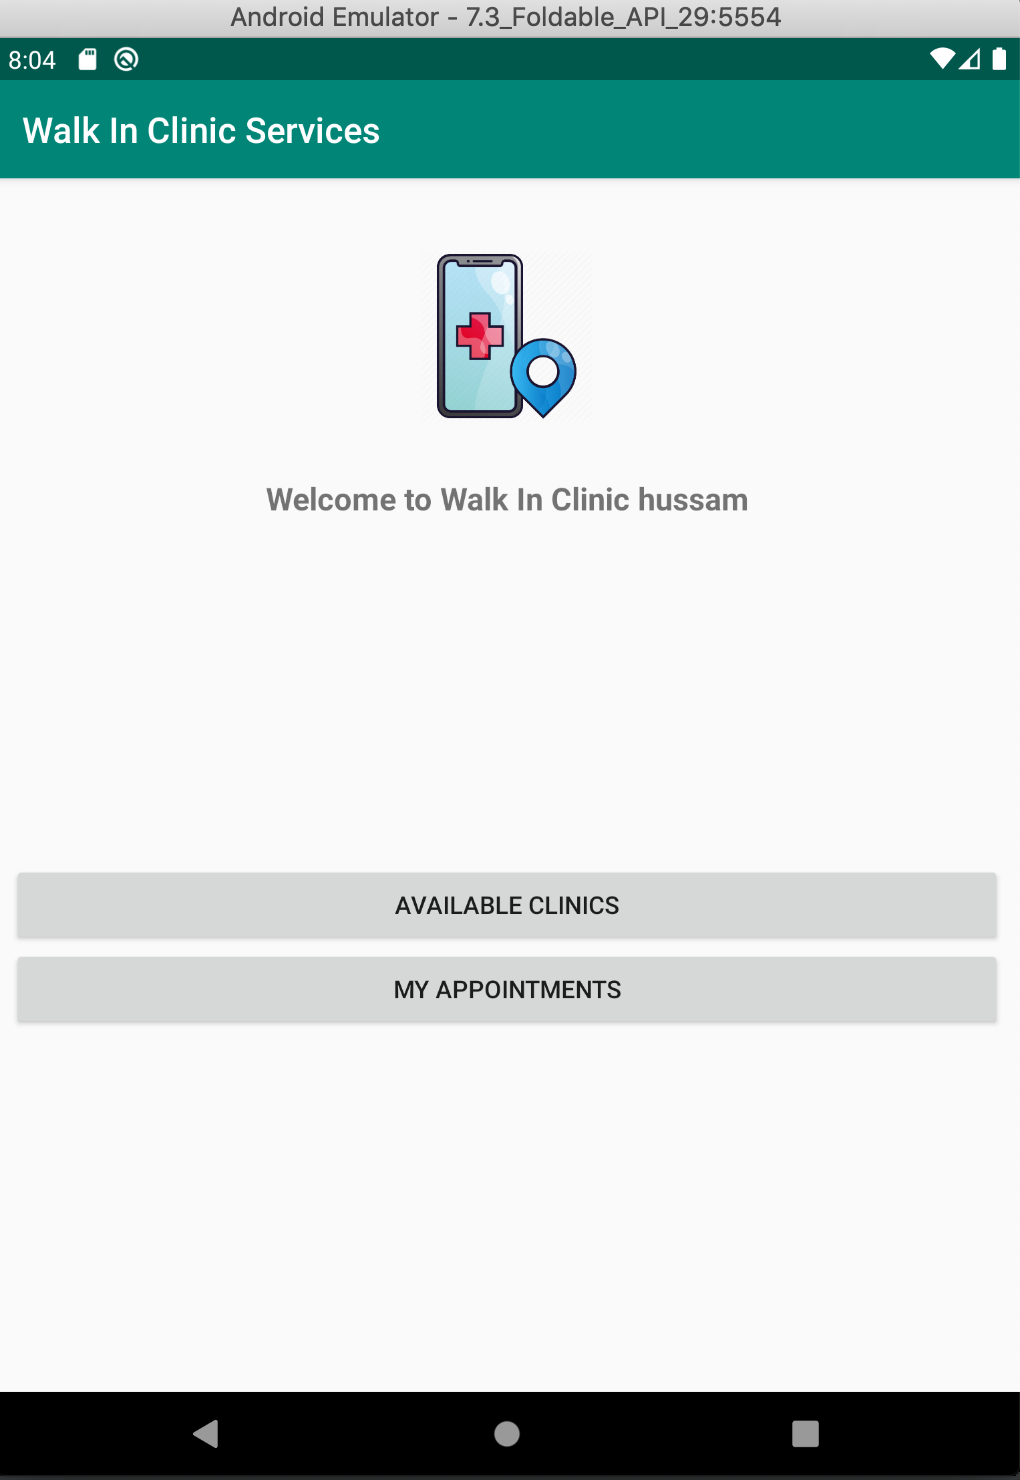 Android Emulator - 7.3_Foldable_API_29:5554
8:04
Walk In Clinic Services
Welcome to Walk In Clinic hussam
AVAILABLE CLINICS
MY APPOINTMENTS